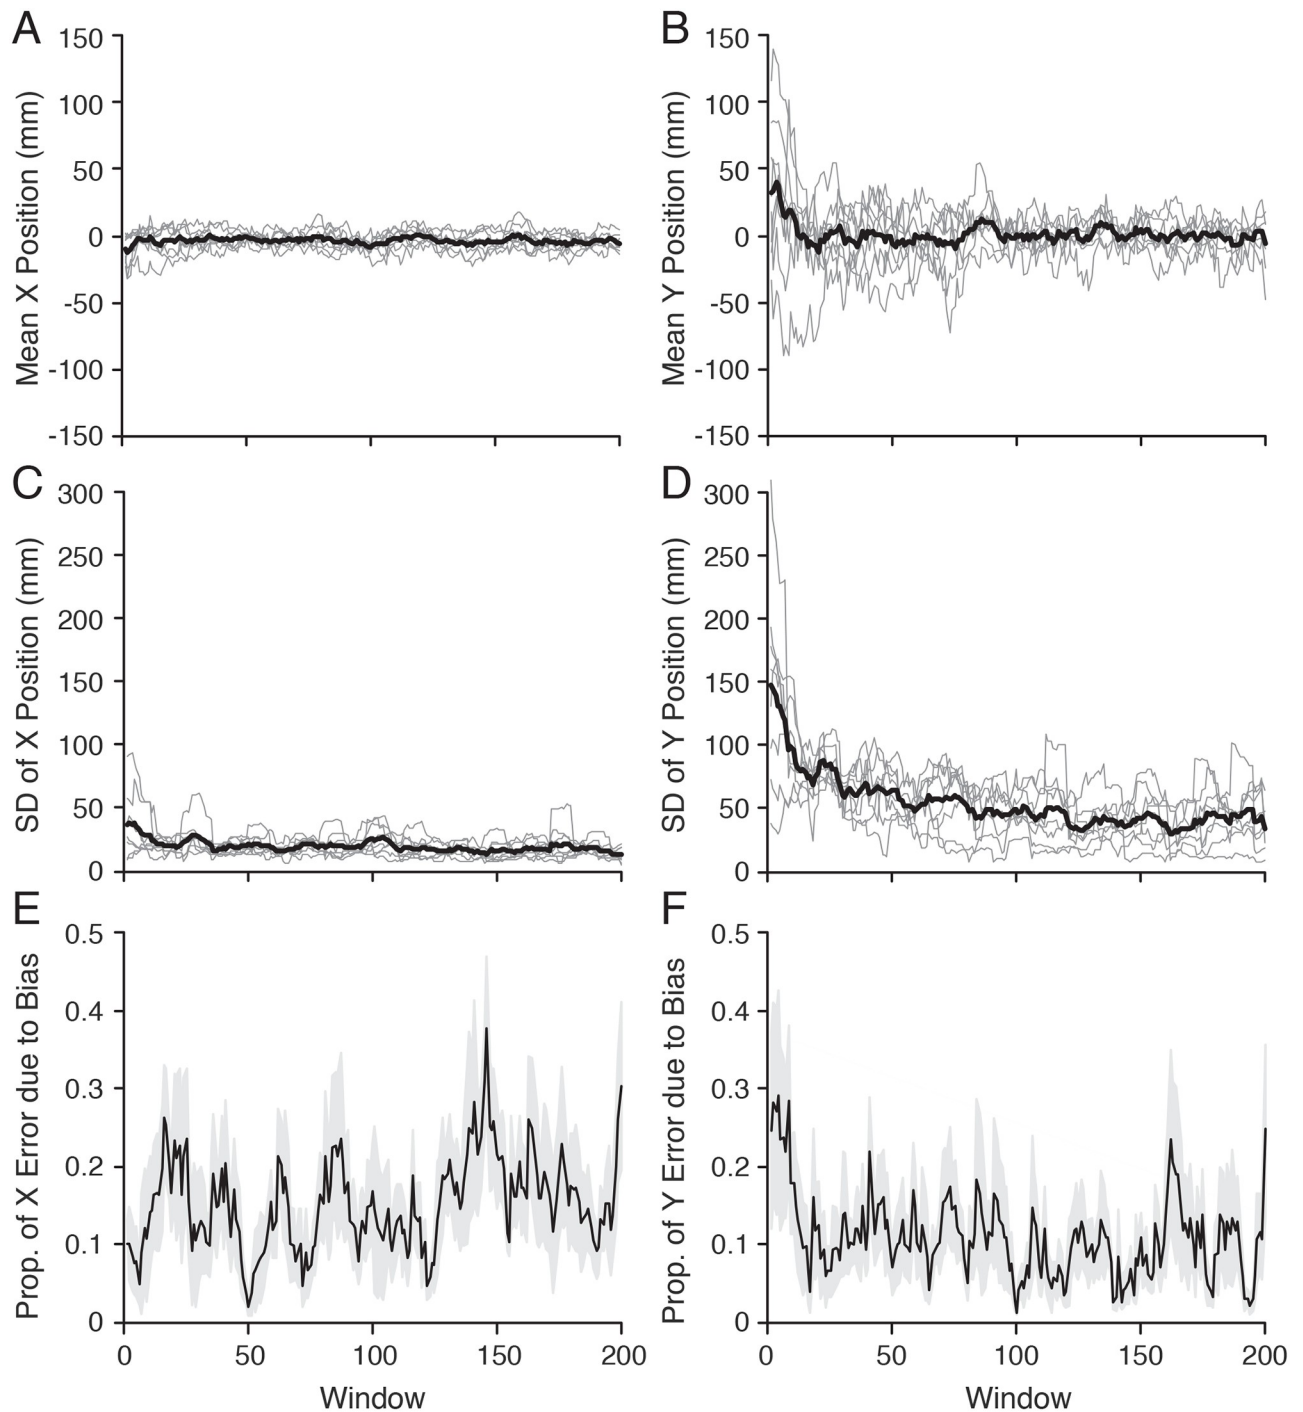 A
B
150
100
50
0
-50
-100
-150
Mean X Position (mm)
150
100
50
0
-50
-100
-150
Mean Y Position (mm)
C
D
300
250
200
150
100
50
0
SD of X Position (mm)
300
250
200
150
100
50
0
SD of Y Position (mm)
E
F
0.5
0.4
0.3
0.2
0.1
0
Prop. of X Error due to Bias
0.5
0.4
0.3
0.2
0.1
0
Prop. of Y Error due to Bias
0 50 100 150 200
0 50 100 150 200
Window
Window